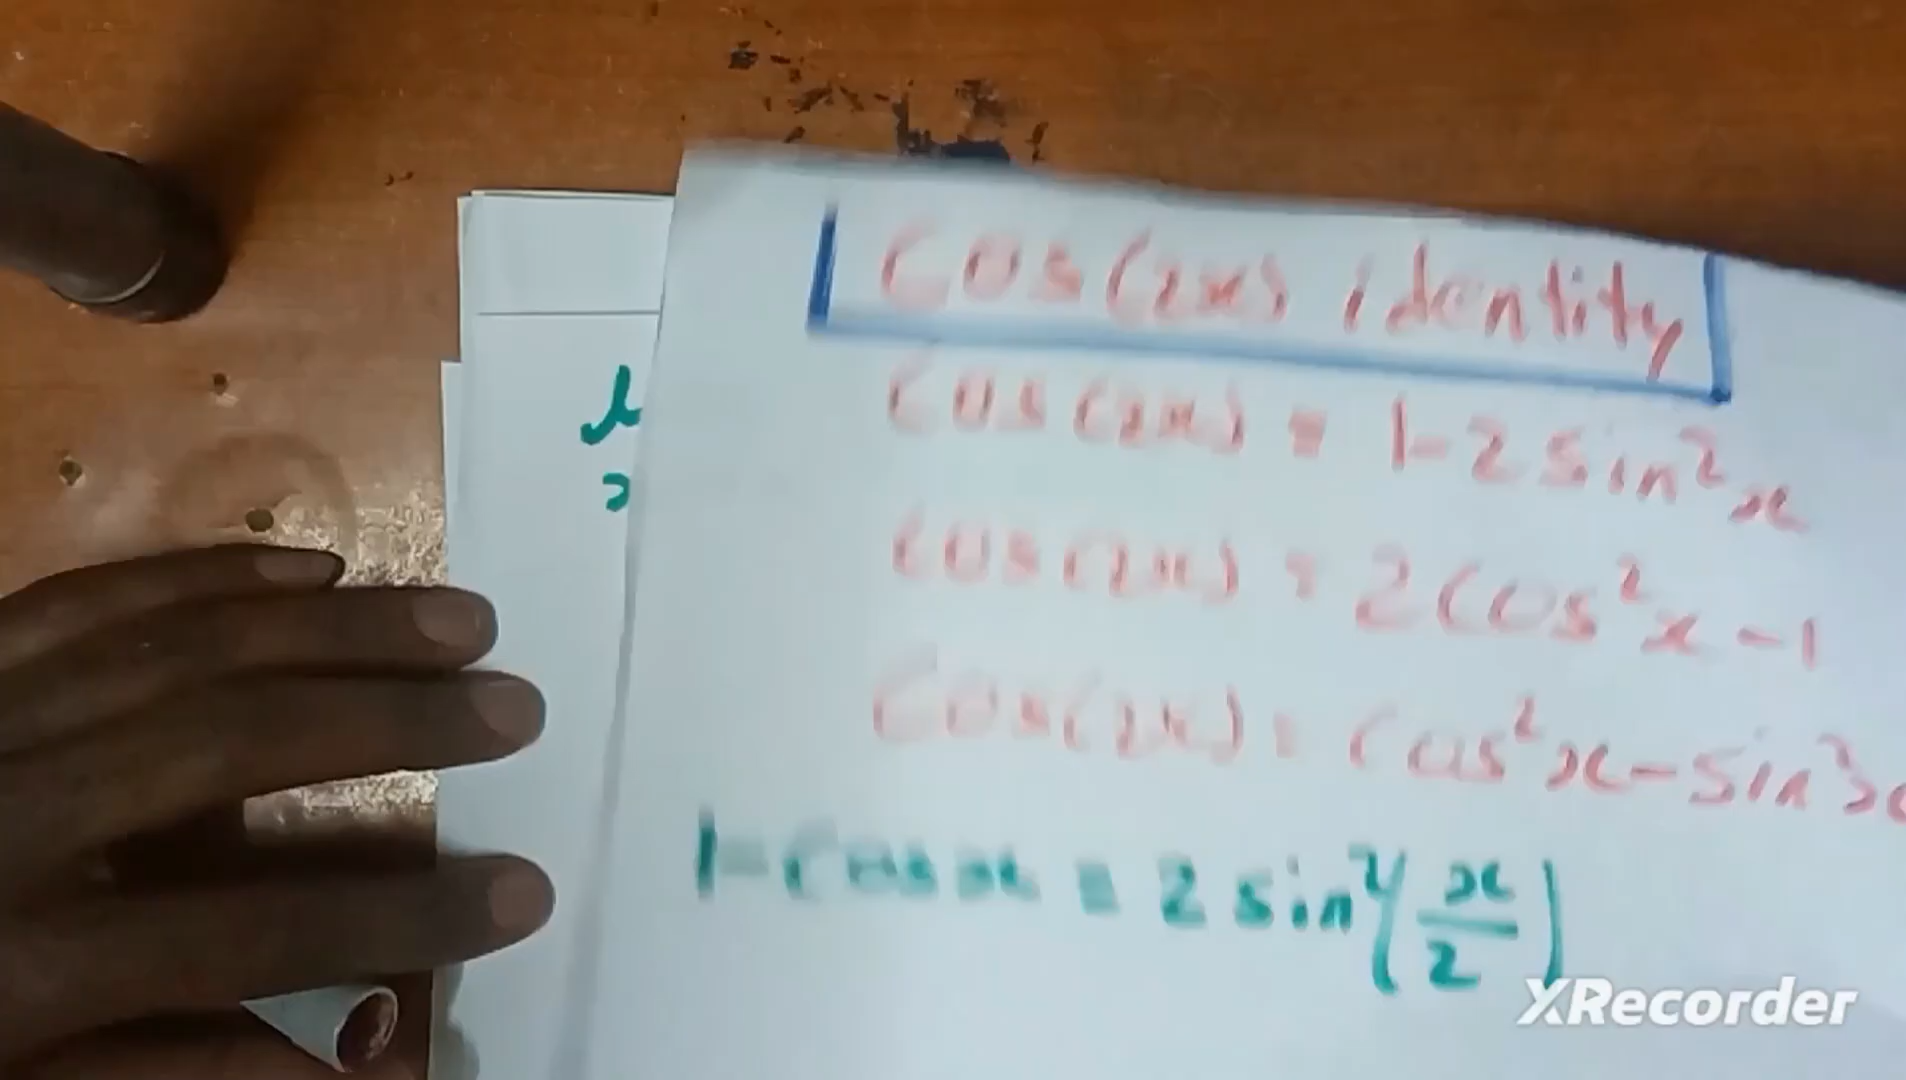 Cos(2x) identity
Cos(2x) = 1-2sin²x
Cos(2x) = 2Cos²x-1
Cos(2x) = Cos²x-sin²x
1-Cosx = 2sin²(x/2)
XRecorder